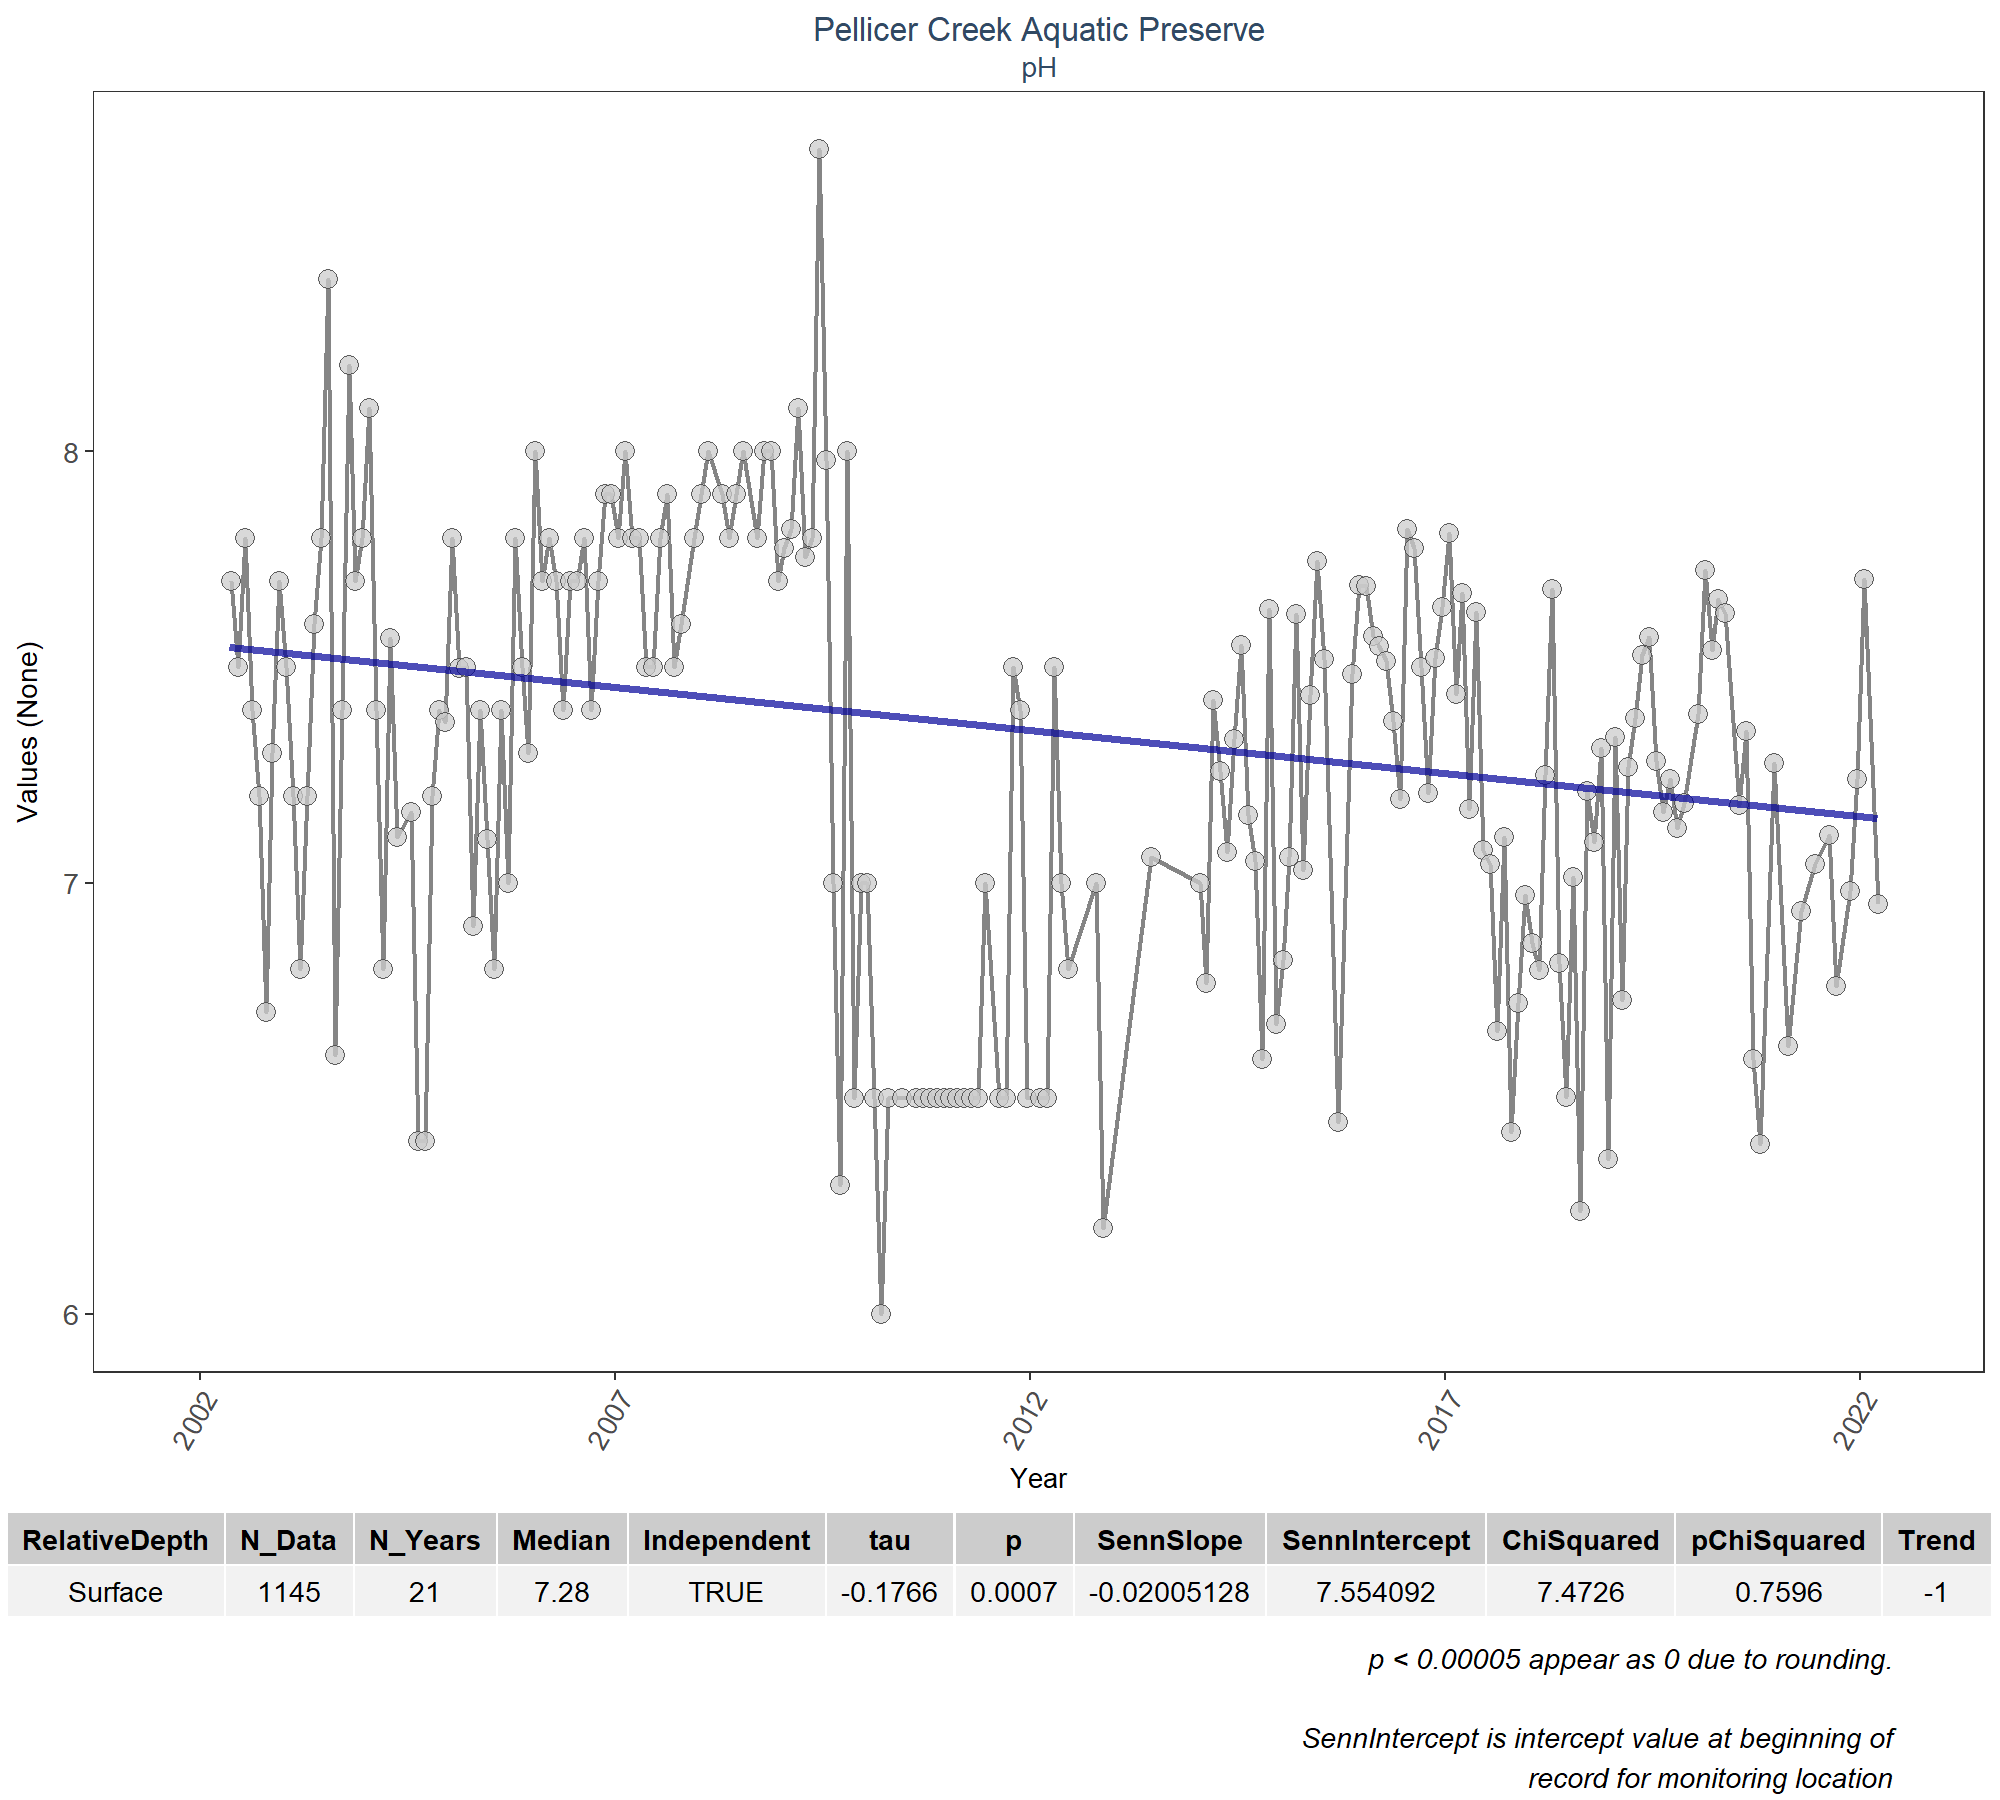 Pellicer Creek Aquatic Preserve
pH
Values (None)
8
7
6
2002 2007 2012 2017 2022
Year
RelativeDepth N_Data N_Years Median Independent tau p SennSlope SennIntercept ChiSquared pChiSquared Trend
Surface 1145 21 7.28 TRUE -0.1766 0.0007 -0.02005128 7.554092 7.4726 0.7596 -1
p < 0.00005 appear as 0 due to rounding.
SennIntercept is intercept value at beginning of
record for monitoring location